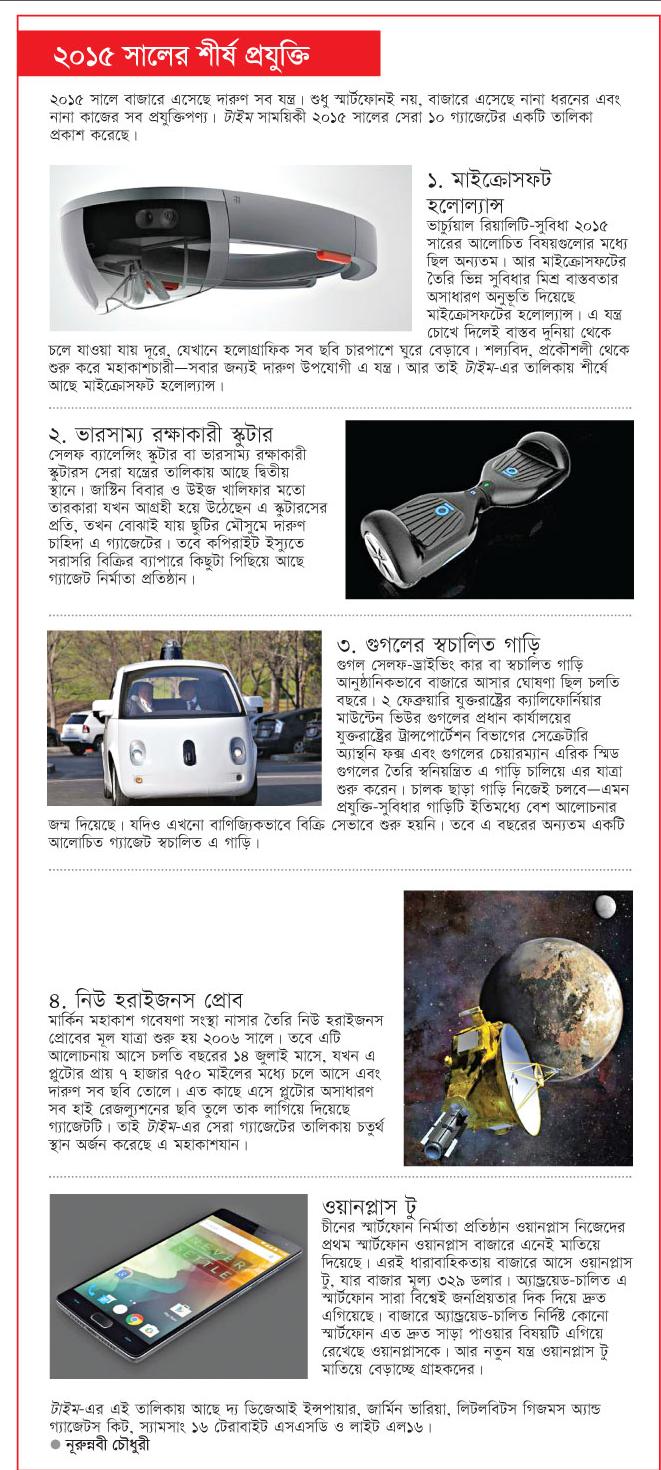 ২০১৫ সালের শীর্ষ প্রযুক্তি
২০১৫ সালে বাজারে এসেছে দারুণ সব যন্ত্র। শুধু স্মার্টফোনই নয়, বাজারে এসেছে নানা ধরনের এবং
নানা কাজের সব প্রযুক্তিপণ্য। টাইম সাময়িকী ২০১৫ সালের সেরা ১০ গ্যাজেটের একটি তালিকা
প্রকাশ করেছে।
১. মাইক্রোসফট
হলোল্যান্স
ভার্চ্যুয়াল রিয়ালিটি-সুবিধা ২০১৫
সারের আলোচিত বিষয়গুলোর মধ্যে
ছিল অন্যতম। আর মাইক্রোসফটের
তৈরি ভিন্ন সুবিধার মিশ্র বাস্তবতার
অসাধারণ অনুভূতি দিয়েছে
মাইক্রোসফটের হলোল্যান্স। এ যন্ত্র
চোখে দিলেই বাস্তব দুনিয়া থেকে
চলে যাওয়া যায় দূরে, যেখানে হলোগ্রাফিক সব ছবি চারপাশে ঘুরে বেড়াবে। শল্যবিদ, প্রকৌশলী থেকে
শুরু করে মহাকাশচারী—সবার জন্যই দারুণ উপযোগী এ যন্ত্র। আর তাই টাইম-এর তালিকায় শীর্ষে
আছে মাইক্রোসফট হলোল্যান্স।
২. ভারসাম্য রক্ষাকারী স্কুটার
সেলফ ব্যালেন্সিং স্কুটার বা ভারসাম্য রক্ষাকারী
স্কুটারস সেরা যন্ত্রের তালিকায় আছে দ্বিতীয়
স্থানে। জাস্টিন বিবার ও উইজ খালিফার মতো
তারকারা যখন আগ্রহী হয়ে উঠেছেন এ স্কুটারসের
প্রতি, তখন বোঝাই যায় ছুটির মৌসুমে দারুণ
চাহিদা এ গ্যাজেটের। তবে কপিরাইট ইস্যুতে
সরাসরি বিক্রির ব্যাপারে কিছুটা পিছিয়ে আছে
গ্যাজেট নির্মাতা প্রতিষ্ঠান।
৩. গুগলের স্বচালিত গাড়ি
গুগল সেলফ-ড্রাইভিং কার বা স্বচালিত গাড়ি
আনুষ্ঠানিকভাবে বাজারে আসার ঘোষণা ছিল চলতি
বছরে। ২ ফেব্রুয়ারি যুক্তরাষ্ট্রের ক্যালিফোর্নিয়ার
মাউন্টেন ভিউর গুগলের প্রধান কার্যালয়ের
যুক্তরাষ্ট্রের ট্রান্সপোর্টেশন বিভাগের সেক্রেটারি
অ্যান্থনি ফক্স এবং গুগলের চেয়ারম্যান এরিক স্মিড
গুগলের তৈরি স্বনিয়ন্ত্রিত এ গাড়ি চালিয়ে এর যাত্রা
শুরু করেন। চালক ছাড়া গাড়ি নিজেই চলবে—এমন
প্রযুক্তি-সুবিধার গাড়িটি ইতিমধ্যে বেশ আলোচনার
জন্ম দিয়েছে। যদিও এখনো বাণিজ্যিকভাবে বিক্রি সেভাবে শুরু হয়নি। তবে এ বছরের অন্যতম একটি
আলোচিত গ্যাজেট স্বচালিত এ গাড়ি।
৪. নিউ হরাইজনস প্রোব
মার্কিন মহাকাশ গবেষণা সংস্থা নাসার তৈরি নিউ হরাইজনস
প্রোবের মূল যাত্রা শুরু হয় ২০০৬ সালে। তবে এটি
আলোচনায় আসে চলতি বছরের ১৪ জুলাই মাসে, যখন এ
প্লুটোর প্রায় ৭ হাজার ৭৫০ মাইলের মধ্যে চলে আসে এবং
দারুণ সব ছবি তোলে। এত কাছে এসে প্লুটোর অসাধারণ
সব হাই রেজল্যুশনের ছবি তুলে তাক লাগিয়ে দিয়েছে
গ্যাজেটটি। তাই টাইম-এর সেরা গ্যাজেটের তালিকায় চতুর্থ
স্থান অর্জন করেছে এ মহাকাশযান।
ওয়ানপ্লাস টু
চীনের স্মার্টফোন নির্মাতা প্রতিষ্ঠান ওয়ানপ্লাস নিজেদের
প্রথম স্মার্টফোন ওয়ানপ্লাস বাজারে এনেই মাতিয়ে
দিয়েছে। এরই ধারাবাহিকতায় বাজারে আসে ওয়ানপ্লাস
টু, যার বাজার মূল্য ৩২৯ ডলার। অ্যান্ড্রয়েড-চালিত এ
স্মার্টফোন সারা বিশ্বেই জনপ্রিয়তার দিক দিয়ে দ্রুত
এগিয়েছে। বাজারে অ্যান্ড্রয়েড-চালিত নির্দিষ্ট কোনো
স্মার্টফোন এত দ্রুত সাড়া পাওয়ার বিষয়টি এগিয়ে
রেখেছে ওয়ানপ্লাসকে। আর নতুন যন্ত্র ওয়ানপ্লাস টু
মাতিয়ে বেড়াচ্ছে গ্রাহকদের।
NEVER
SETTLE
টাইম-এর এই তালিকায় আছে দ্য ডিজেআই ইন্সপায়ার, জার্মিন ভারিয়া, লিটলবিটস গিজমস অ্যান্ড
গ্যাজেটস কিট, স্যামসাং ১৬ টেরাবাইট এসএসডি ও লাইট এল১৬।
● নূরুন্নবী চৌধুরী